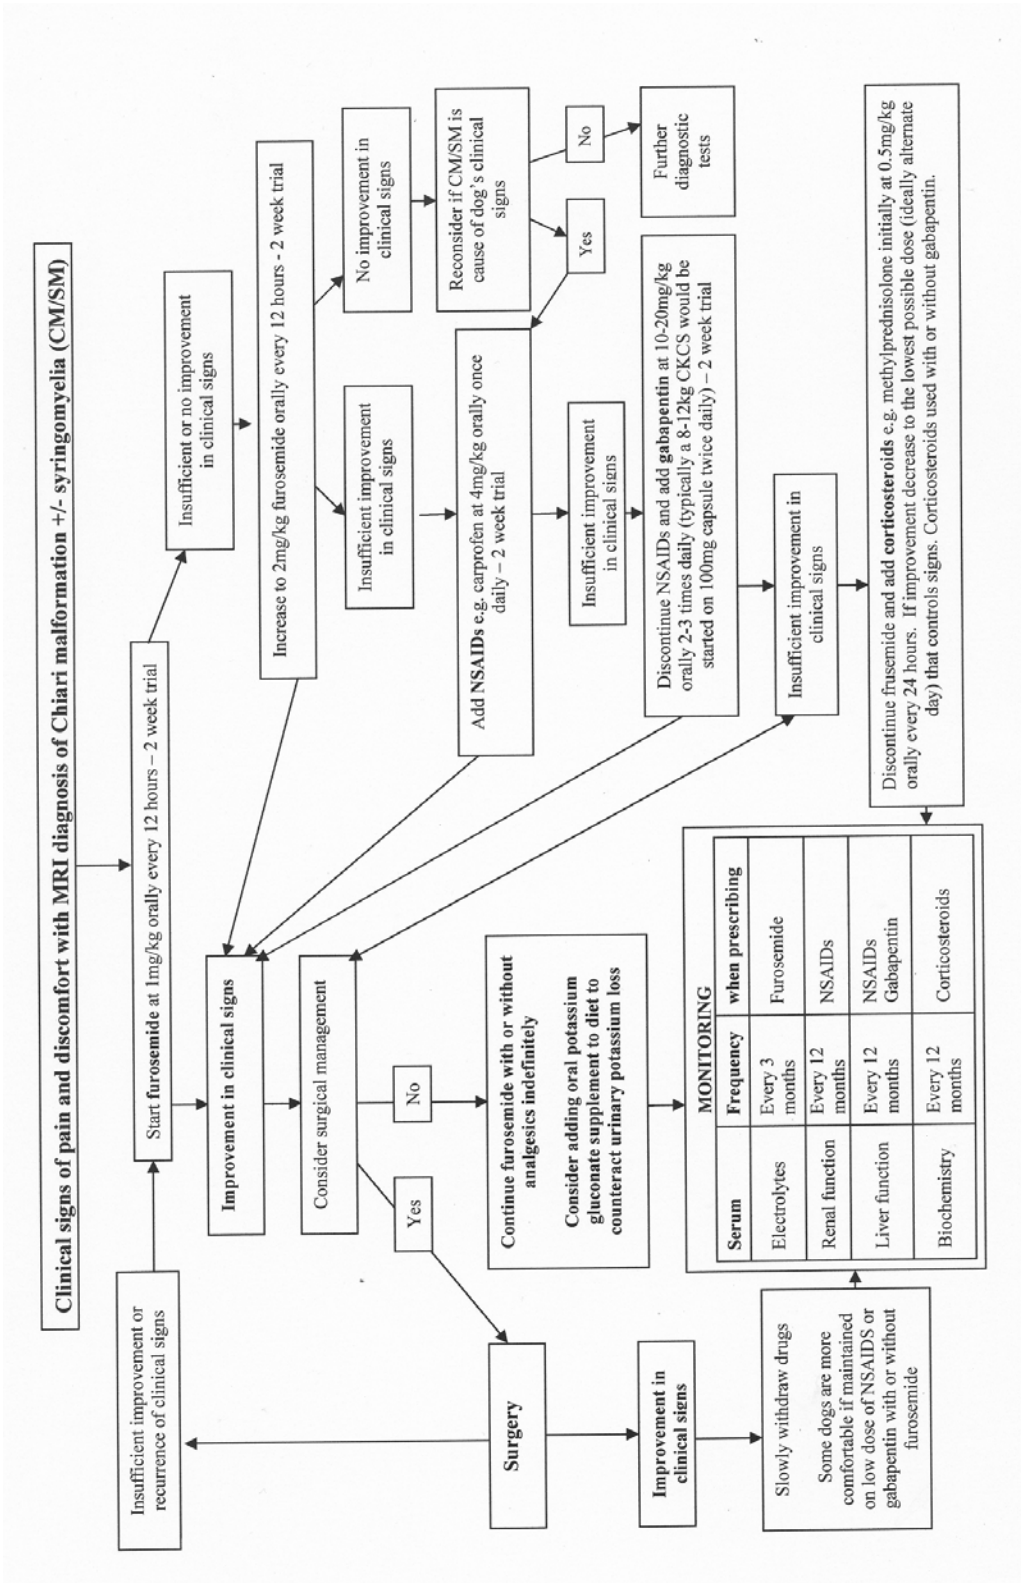 Clinical signs of pain and discomfort with MRI diagnosis of Chiari malformation +/- syringomyelia (CM/SM)
Insufficient improvement or
recurrence of clinical signs
Start furosemide at 1mg/kg orally every 12 hours – 2 week trial
Insufficient or no improvement
in clinical signs
Improvement in clinical signs
Increase to 2mg/kg furosemide orally every 12 hours - 2 week trial
Consider surgical management
Insufficient improvement
in clinical signs
No improvement in
clinical signs
Yes
No
Reconsider if CM/SM is
cause of dog's clinical
signs
Add NSAIDs e.g. carprofen at 4mg/kg orally once
daily – 2 week trial
Yes
No
Surgery
Continue furosemide with or without
analgesics indefinitely
Consider adding oral potassium
gluconate supplement to diet to
counteract urinary potassium loss
Insufficient improvement
in clinical signs
Further
diagnostic
tests
Improvement in
clinical signs
Discontinue NSAIDs and add gabapentin at 10-20mg/kg
orally 2-3 times daily (typically a 8-12kg CKCS would be
started on 100mg capsule twice daily) – 2 week trial
MONITORING
Serum Frequency when prescribing
Electrolytes Every 3 months Furosemide
Renal function Every 12 months NSAIDs
Liver function Every 12 months NSAIDs Gabapentin
Biochemistry Every 12 months Corticosteroids
Insufficient improvement in
clinical signs
Slowly withdraw drugs
Some dogs are more
comfortable if maintained
on low dose of NSAIDS or
gabapentin with or without
furosemide
Discontinue frusemide and add corticosteroids e.g. methylprednisolone initially at 0.5mg/kg
orally every 24 hours. If improvement decrease to the lowest possible dose (ideally alternate
day) that controls signs. Corticosteroids used with or without gabapentin.